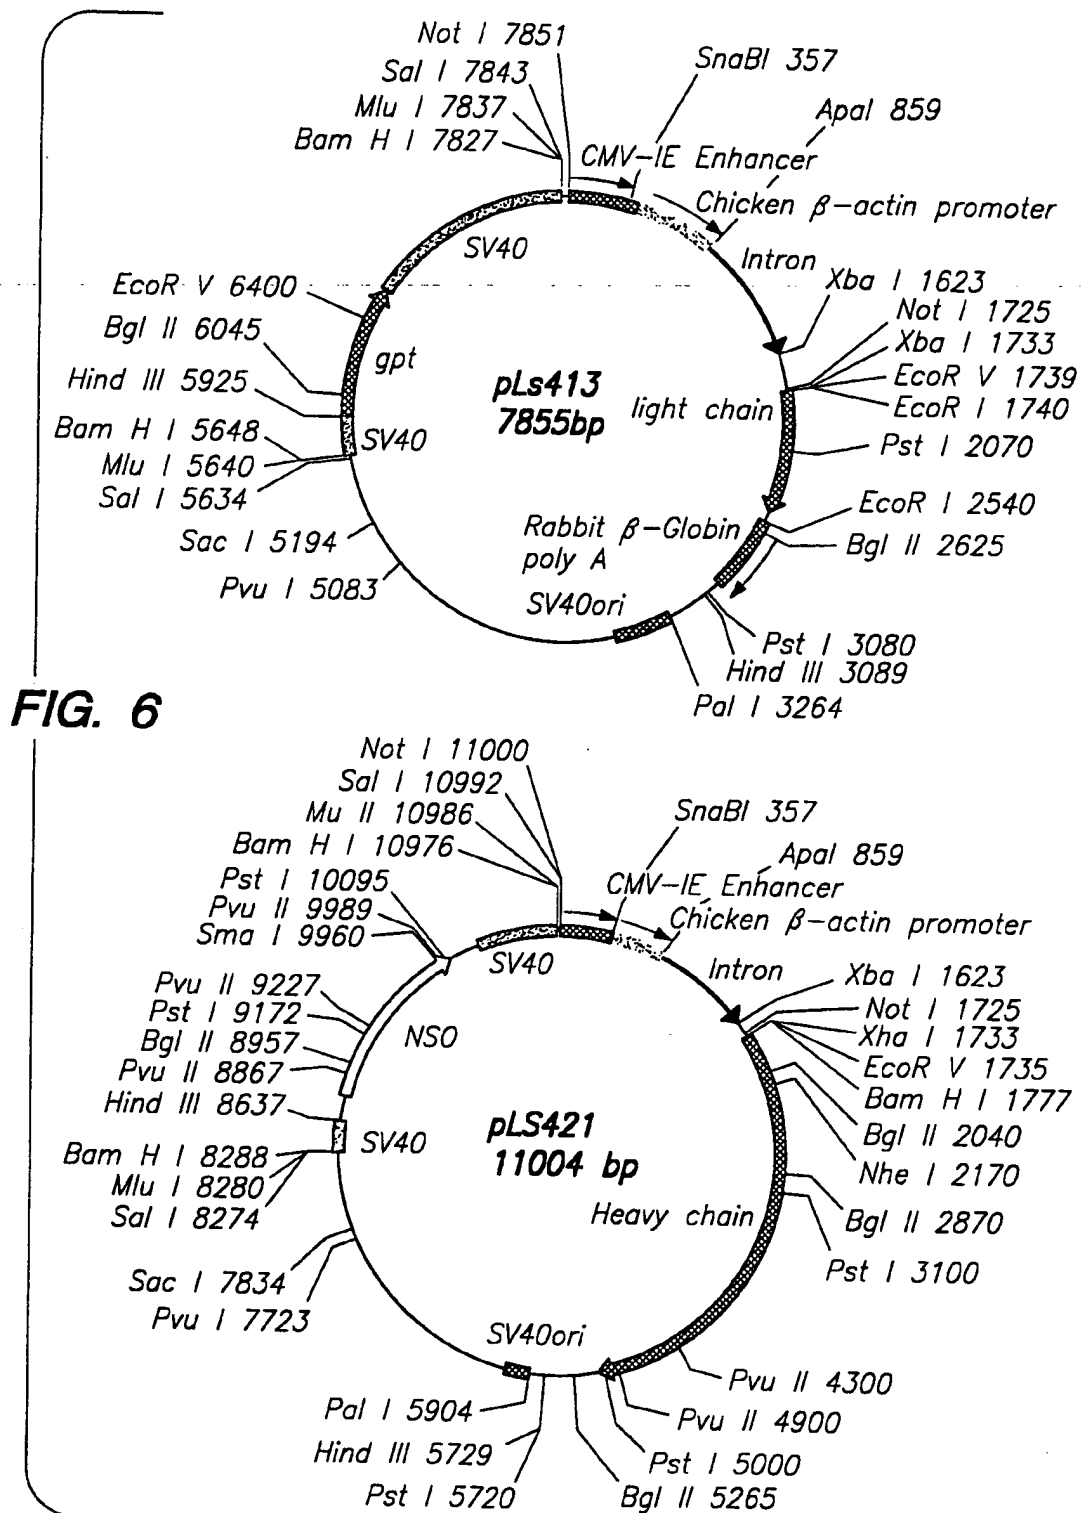 Not I 7851
Sal I 7843
Mlu I 7837
Bam H I 7827
SnaBI 357
ApaI 859
CMV-IE Enhancer
Chicken β-actin promoter
Intron
SV40
EcoR V 6400
Bgl II 6045
gpt
Hind III 5925
Bam H I 5648
SV40
Mlu I 5640
Sal I 5634
Sac I 5194
Pvu I 5083
pLs413
7855bp
Xba I 1623
Not I 1725
Xba I 1733
EcoR V 1739
EcoR I 1740
light chain
Pst I 2070
EcoR I 2540
Rabbit β-Globin
poly A
Bgl II 2625
SV40ori
Pst I 3080
Hind III 3089
Pal I 3264
FIG. 6
Not I 11000
Sal I 10992
Mu II 10986
Bam H I 10976
Pst I 10095
Pvu II 9989
Sma I 9960
SnaBI 357
ApaI 859
CMV-IE Enhancer
Chicken β-actin promoter
SV40
Intron
Pvu II 9227
Pst I 9172
Bgl II 8957
Pvu II 8867
NSO
Hind III 8637
SV40
Bam H I 8288
Mlu I 8280
Sal I 8274
Sac I 7834
Pvu I 7723
pLS421
11004 bp
Xba I 1623
Not I 1725
Xha I 1733
EcoR V 1735
Bam H I 1777
Bgl II 2040
Nhe I 2170
Heavy chain
Bgl II 2870
Pst I 3100
SV40ori
Pvu II 4300
Pal I 5904
Pvu II 4900
Hind III 5729
Pst I 5000
Pst I 5720
Bgl II 5265